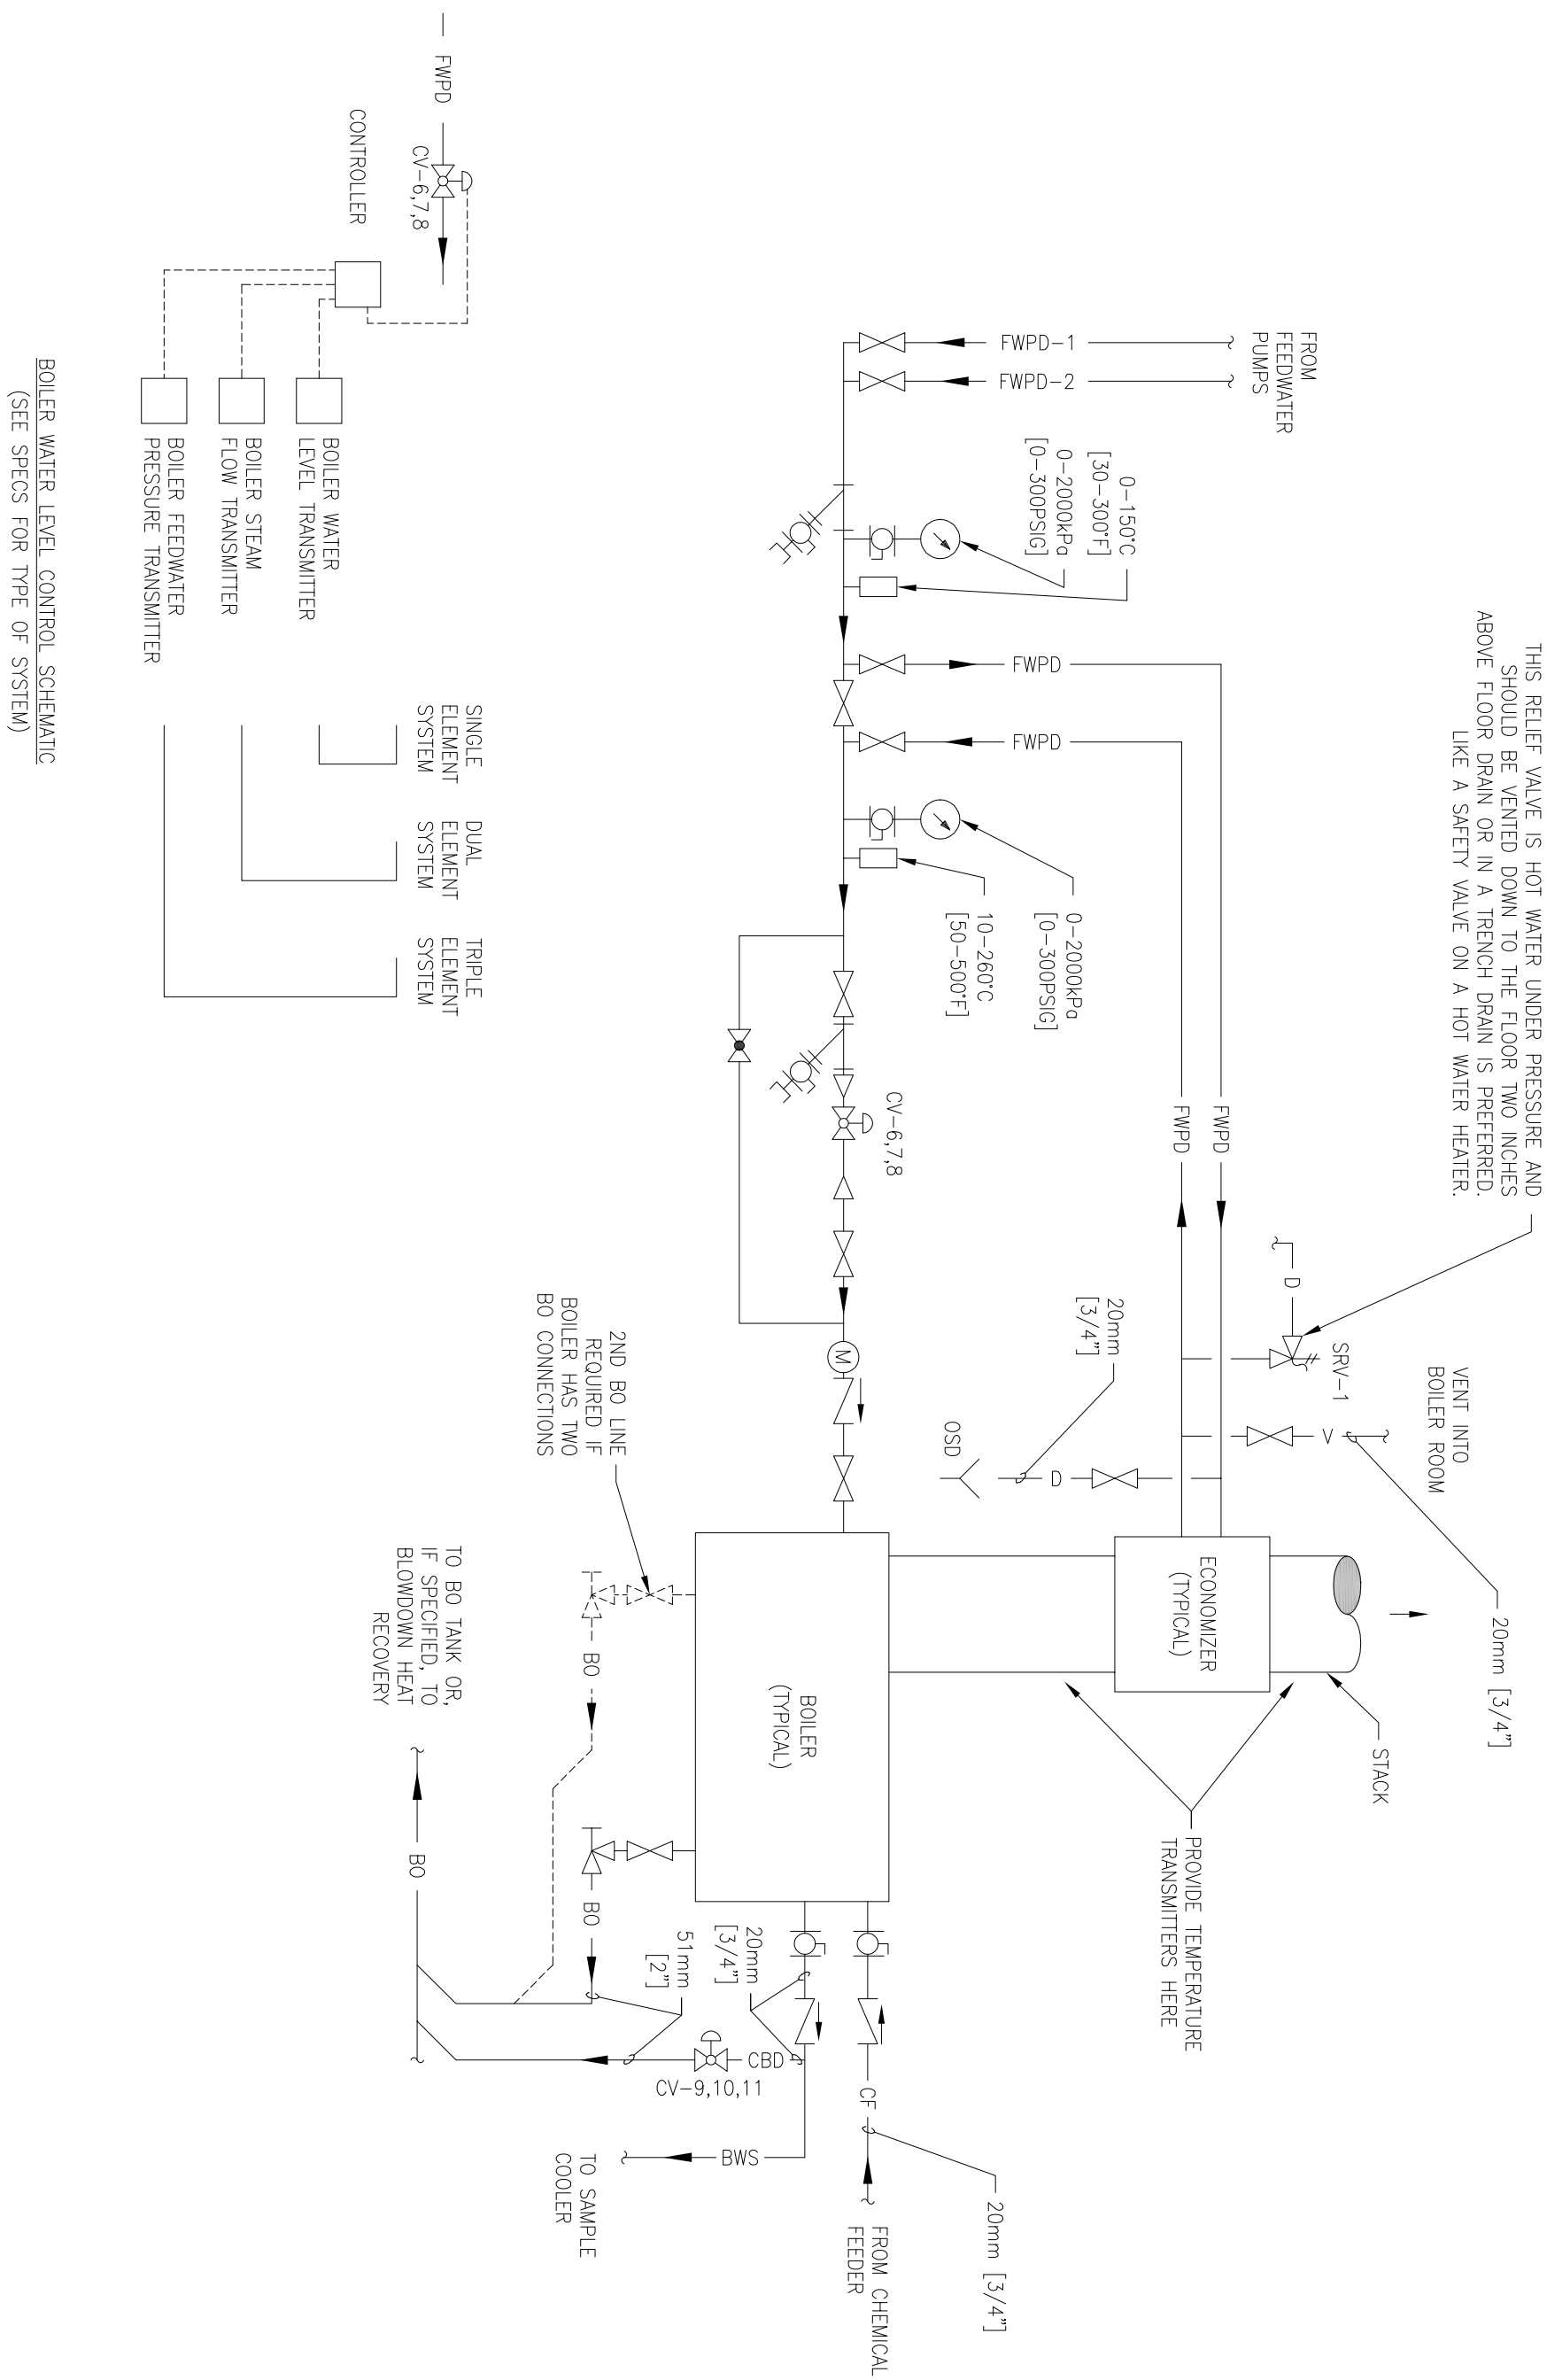 THIS RELIEF VALVE IS HOT WATER UNDER PRESSURE AND
SHOULD BE VENTED DOWN TO THE FLOOR TWO INCHES
ABOVE FLOOR DRAIN OR IN A TRENCH DRAIN IS PREFERRED.
LIKE A SAFETY VALVE ON A HOT WATER HEATER.
VENT INTO
BOILER ROOM
20mm [3/4"]
STACK
SRV-1
V
D
FROM
FEEDWATER
PUMPS
FWPD-1
FWPD-2
FWPD
FWPD
FWPD
FWPD
ECONOMIZER
(TYPICAL)
PROVIDE TEMPERATURE
TRANSMITTERS HERE
0-150°C
[30-300°F]
0-2000kPa
[0-300PSIG]
0-2000kPa
[0-300PSIG]
10-260°C
[50-500°F]
20mm
[3/4"]
D
OSD
CV-6,7,8
M
BOILER
(TYPICAL)
CF
20mm [3/4"]
FROM CHEMICAL
FEEDER
20mm
[3/4"]
51mm
[2"]
CBD
CV-9,10,11
BWS
TO SAMPLE
COOLER
2ND BO LINE
REQUIRED IF
BOILER HAS TWO
BO CONNECTIONS
BO
BO
BO
TO BO TANK OR,
IF SPECIFIED, TO
BLOWDOWN HEAT
RECOVERY
FWPD
CV-6,7,8
CONTROLLER
BOILER WATER
LEVEL TRANSMITTER
BOILER STEAM
FLOW TRANSMITTER
BOILER FEEDWATER
PRESSURE TRANSMITTER
SINGLE
ELEMENT
SYSTEM
DUAL
ELEMENT
SYSTEM
TRIPLE
ELEMENT
SYSTEM
BOILER WATER LEVEL CONTROL SCHEMATIC
(SEE SPECS FOR TYPE OF SYSTEM)